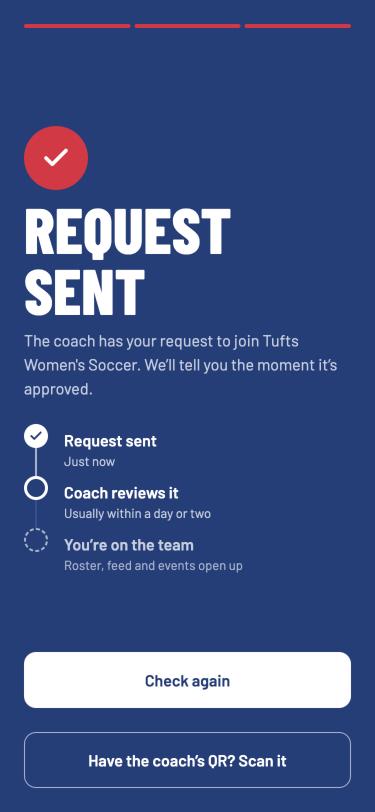 REQUEST
SENT
The coach has your request to join Tufts
Women's Soccer. We’ll tell you the moment it’s
approved.
Request sent
Just now
Coach reviews it
Usually within a day or two
You’re on the team
Roster, feed and events open up
Check again
Have the coach’s QR? Scan it